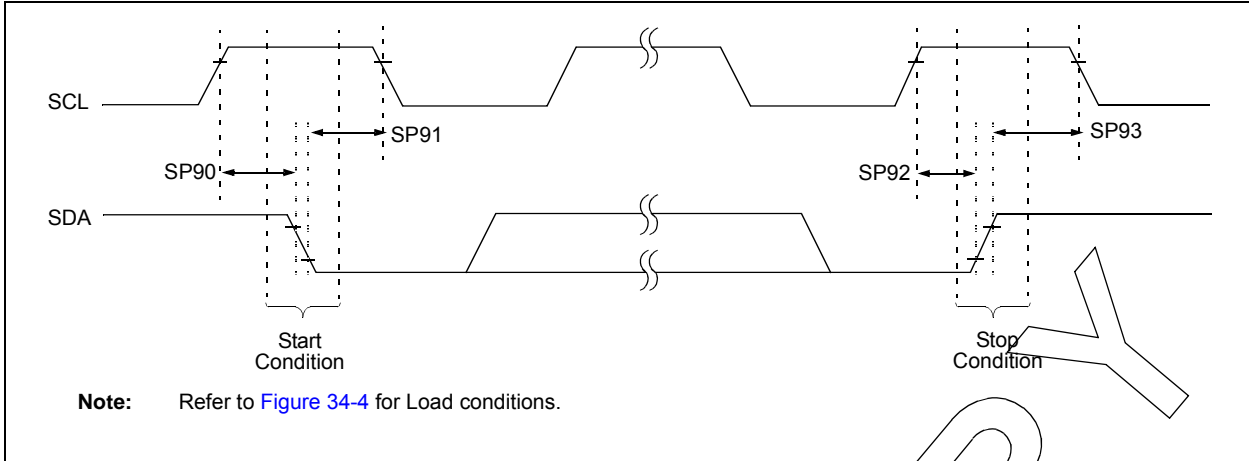 SCL
SP91
SP93
SP90
SP92
SDA
Start
Condition
Stop
Condition
Note: Refer to Figure 34-4 for Load conditions.